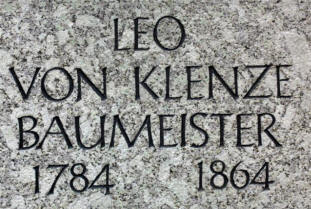 LEO
VON KLENZE
BAUMEISTER
1784 1864